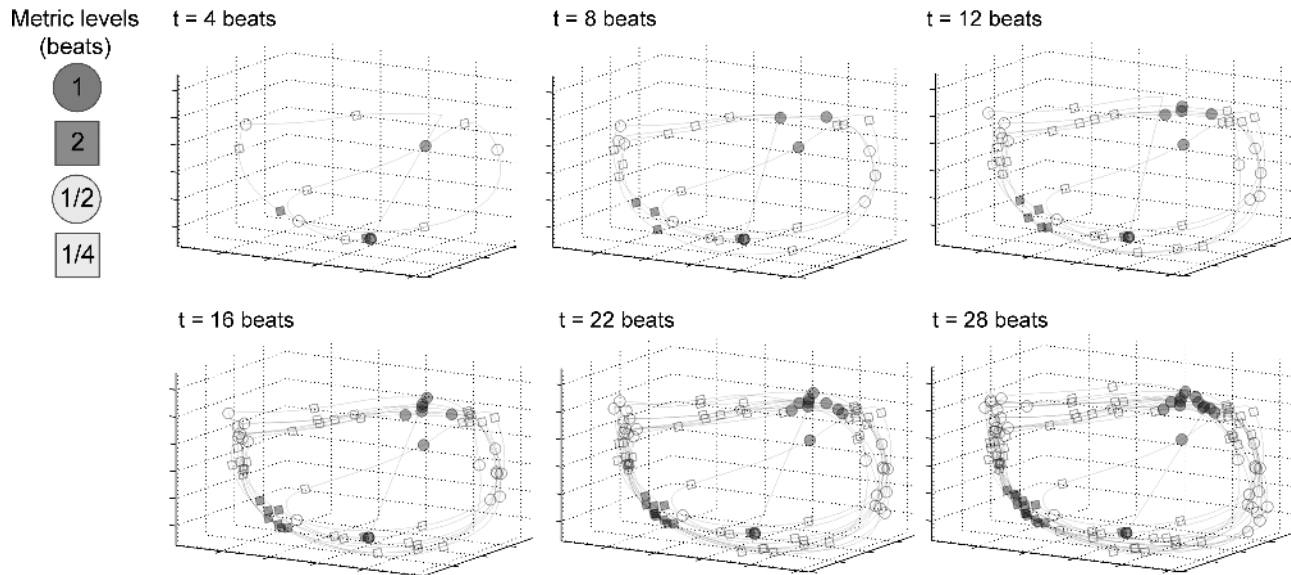 Metric levels
(beats)
1
2
1/2
1/4
t = 4 beats
t = 8 beats
t = 12 beats
t = 16 beats
t = 22 beats
t = 28 beats